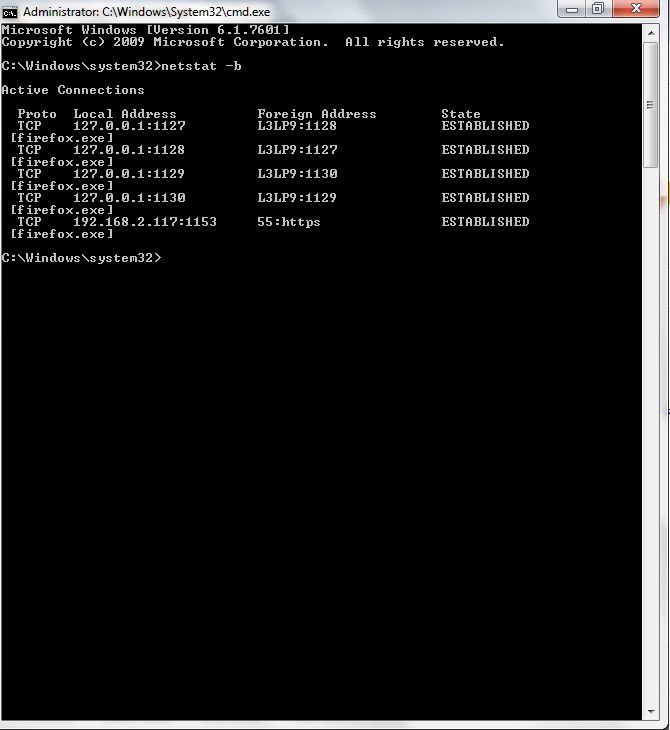 Administrator: C:\Windows\System32\cmd.exe
Microsoft Windows [Version 6.1.7601]
Copyright (c) 2009 Microsoft Corporation.  All rights reserved.
C:\Windows\system32>netstat -b
Active Connections
  Proto  Local Address          Foreign Address        State
  TCP    127.0.0.1:1127         L3LP9:1128             ESTABLISHED
 [firefox.exe]
  TCP    127.0.0.1:1128         L3LP9:1127             ESTABLISHED
 [firefox.exe]
  TCP    127.0.0.1:1129         L3LP9:1130             ESTABLISHED
 [firefox.exe]
  TCP    127.0.0.1:1130         L3LP9:1129             ESTABLISHED
 [firefox.exe]
  TCP    192.168.2.117:1153     55:https               ESTABLISHED
 [firefox.exe]
C:\Windows\system32>